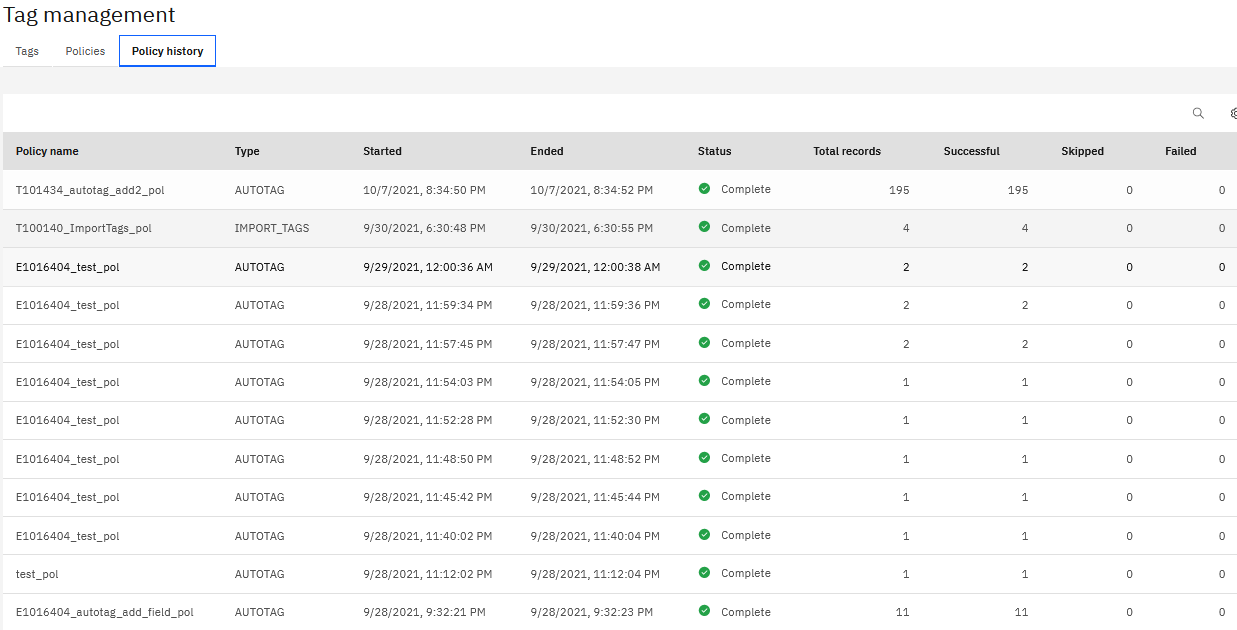 Tag management
Tags Policies Policy history
Policy name Type Started Ended Status Total records Successful Skipped Failed
T101434_autotag_add2_pol AUTOTAG 10/7/2021, 8:34:50 PM 10/7/2021, 8:34:52 PM Complete 195 195 0 0
T100140_ImportTags_pol IMPORT_TAGS 9/30/2021, 6:30:48 PM 9/30/2021, 6:30:55 PM Complete 4 4 0 0
E1016404_test_pol AUTOTAG 9/29/2021, 12:00:36 AM 9/29/2021, 12:00:38 AM Complete 2 2 0 0
E1016404_test_pol AUTOTAG 9/28/2021, 11:59:34 PM 9/28/2021, 11:59:36 PM Complete 2 2 0 0
E1016404_test_pol AUTOTAG 9/28/2021, 11:57:45 PM 9/28/2021, 11:57:47 PM Complete 2 2 0 0
E1016404_test_pol AUTOTAG 9/28/2021, 11:54:03 PM 9/28/2021, 11:54:05 PM Complete 1 1 0 0
E1016404_test_pol AUTOTAG 9/28/2021, 11:52:28 PM 9/28/2021, 11:52:30 PM Complete 1 1 0 0
E1016404_test_pol AUTOTAG 9/28/2021, 11:48:50 PM 9/28/2021, 11:48:52 PM Complete 1 1 0 0
E1016404_test_pol AUTOTAG 9/28/2021, 11:45:42 PM 9/28/2021, 11:45:44 PM Complete 1 1 0 0
E1016404_test_pol AUTOTAG 9/28/2021, 11:40:02 PM 9/28/2021, 11:40:04 PM Complete 1 1 0 0
test_pol AUTOTAG 9/28/2021, 11:12:02 PM 9/28/2021, 11:12:04 PM Complete 1 1 0 0
E1016404_autotag_add_field_pol AUTOTAG 9/28/2021, 9:32:21 PM 9/28/2021, 9:32:23 PM Complete 11 11 0 0